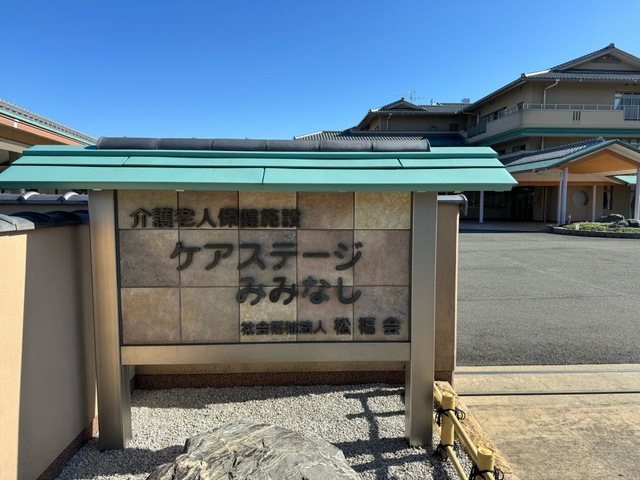 介護老人保健施設
ケアステージ
みみなし
社会福祉法人 松福会